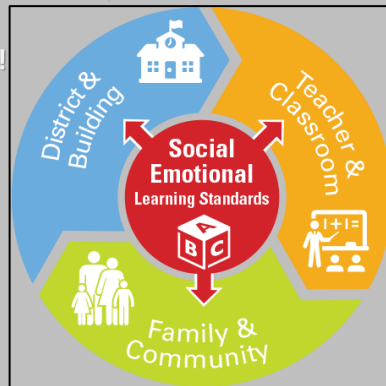 !
District &
Building
Teacher &
Classroom
1+1=
Social
Emotional
Learning Standards
A
B C
Family &
Community